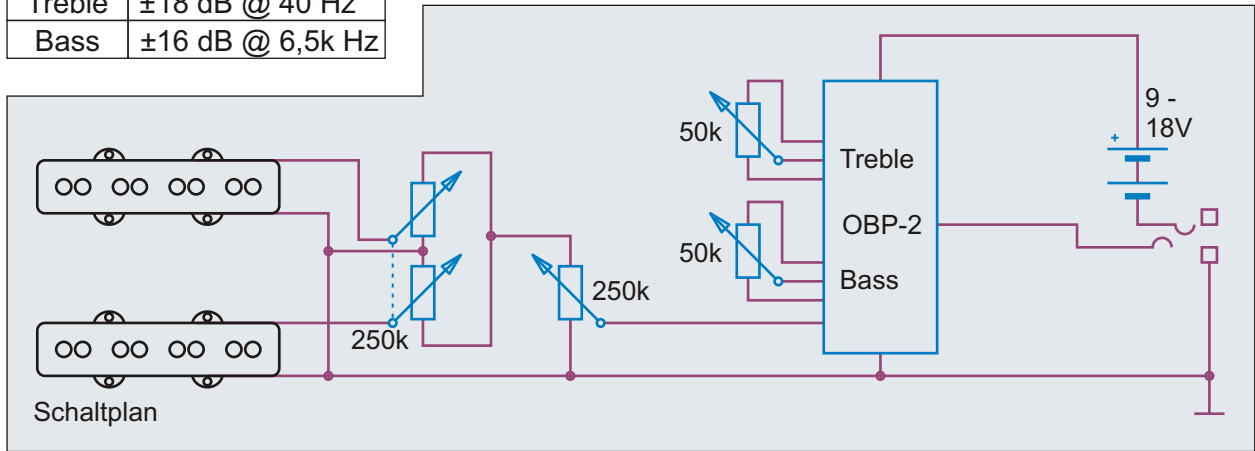 Treble ±18 dB @ 40 Hz
Bass ±16 dB @ 6,5k Hz
9 -
18V
50k
Treble
OBP-2
50k
Bass
250k
250k
Schaltplan
+